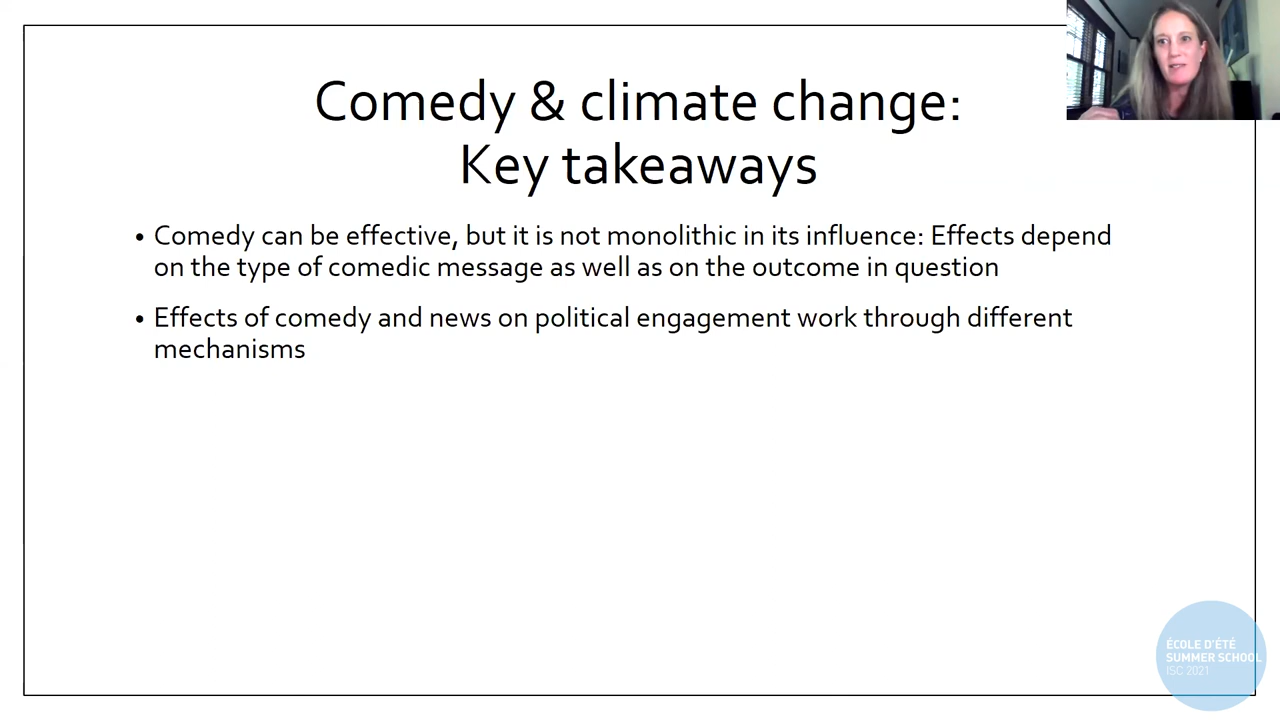 Comedy & climate change:
Key takeaways
• Comedy can be effective, but it is not monolithic in its influence: Effects depend
on the type of comedic message as well as on the outcome in question
• Effects of comedy and news on political engagement work through different
mechanisms
ÉCOLE D'ÉTÉ
SUMMER SCHOOL
ISC 2021